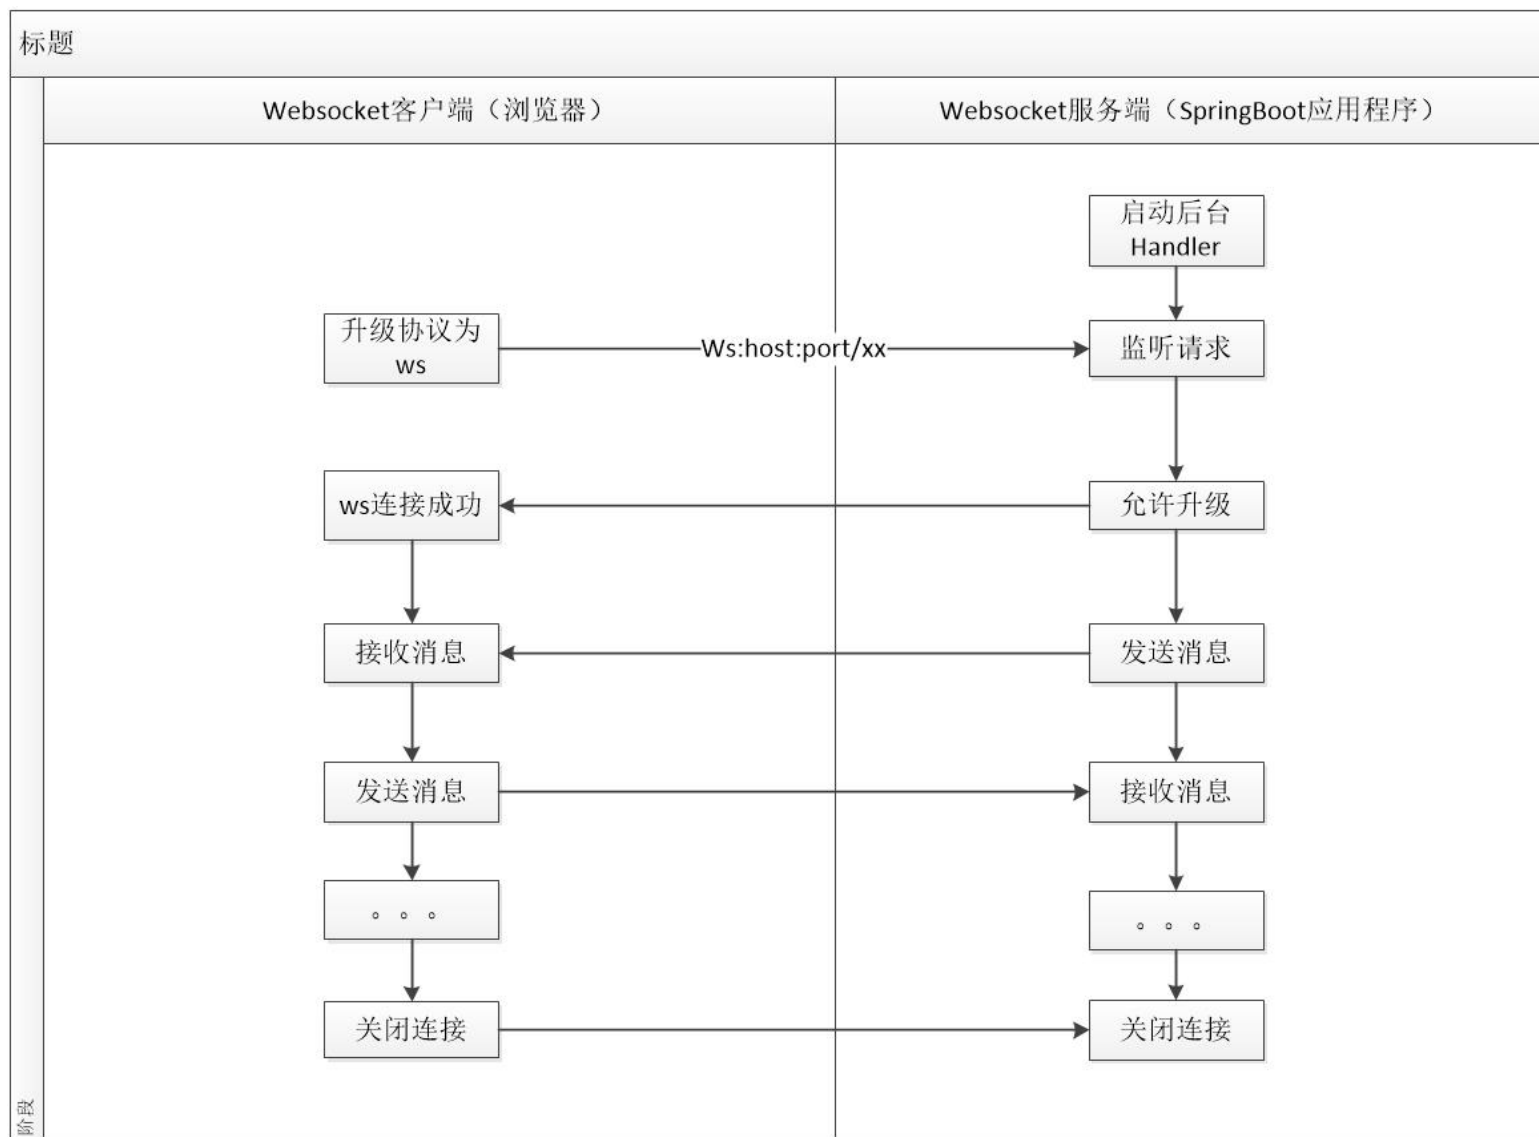 标题
Websocket客户端（浏览器）
Websocket服务端（SpringBoot应用程序）
启动后台
Handler
升级协议为
ws
Ws:host:port/xx
监听请求
ws连接成功
允许升级
接收消息
发送消息
发送消息
接收消息
。。。
。。。
关闭连接
关闭连接
阶段